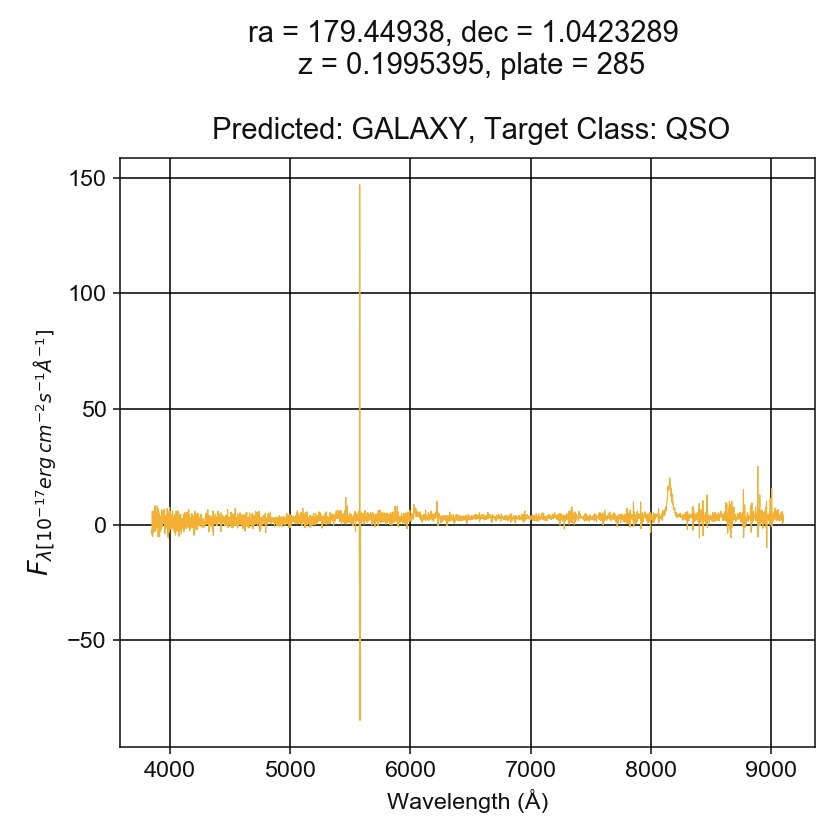 ra = 179.44938, dec = 1.0423289
z = 0.1995395, plate = 285
Predicted: GALAXY, Target Class: QSO
150
100
50
0
−50
F_{λ[10^{−17} erg cm^{−2} s^{−1} Å^{−1}]}
4000 5000 6000 7000 8000 9000
Wavelength (Å)